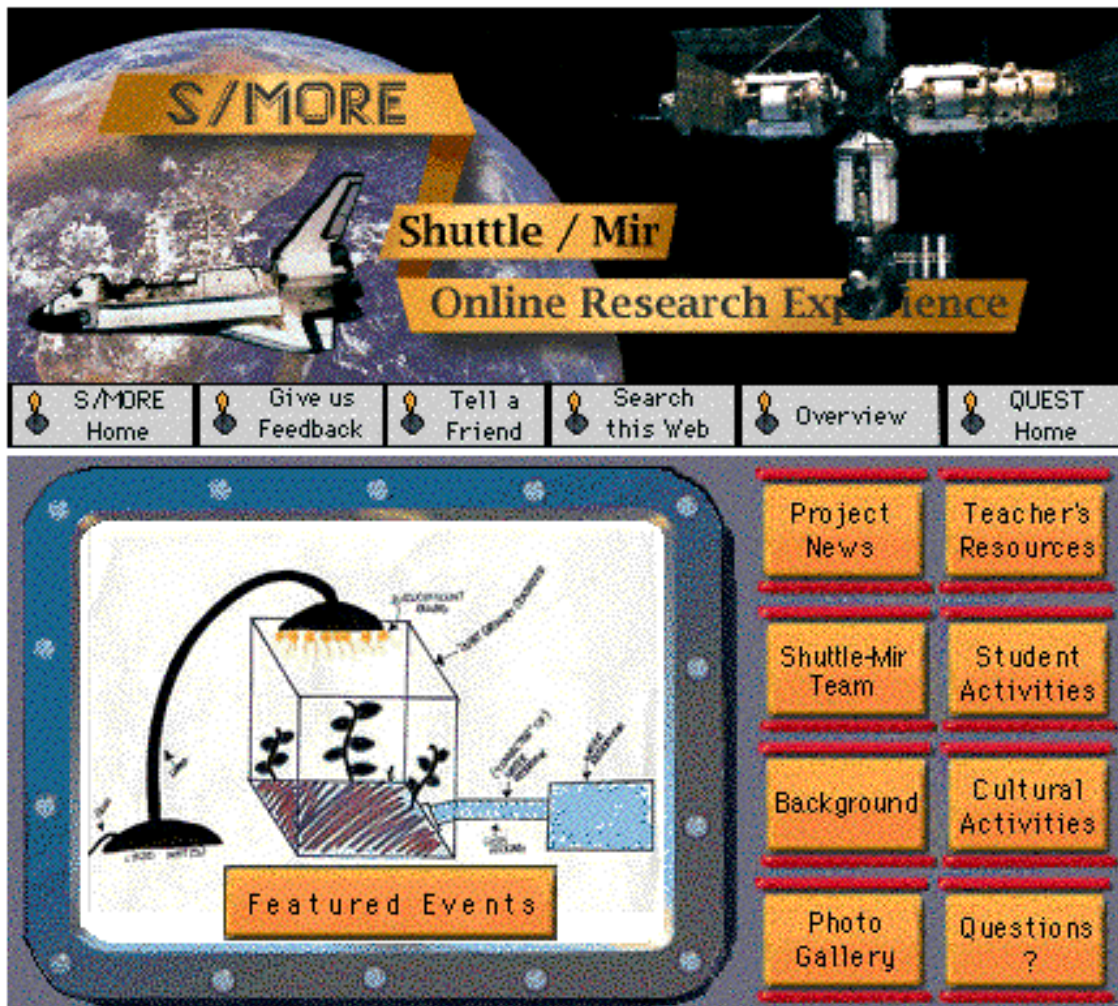 S/MORE
Shuttle / Mir
Online Research Experience
S/MORE
Home
Give us
Feedback
Tell a
Friend
Search
this Web
Overview
QUEST
Home
Project
News
Teacher's
Resources
Shuttle-Mir
Team
Student
Activities
Background
Cultural
Activities
Featured Events
Photo
Gallery
Questions
?